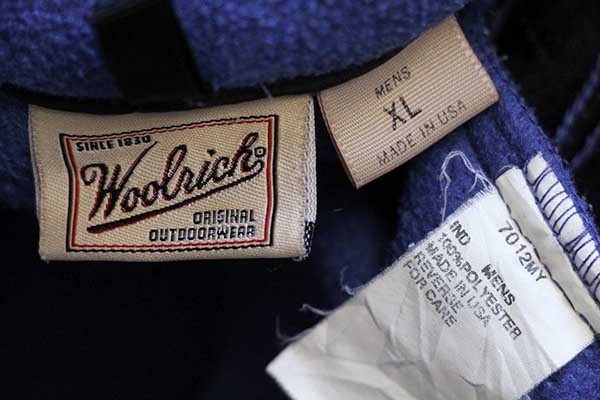 SINCE 1830
Woolrich®
ORIGINAL
OUTDOORWEAR
MENS
XL
MADE IN USA
7012MY
IND MENS
100%POLYESTER
MADE IN USA
REVERSE
FOR CARE